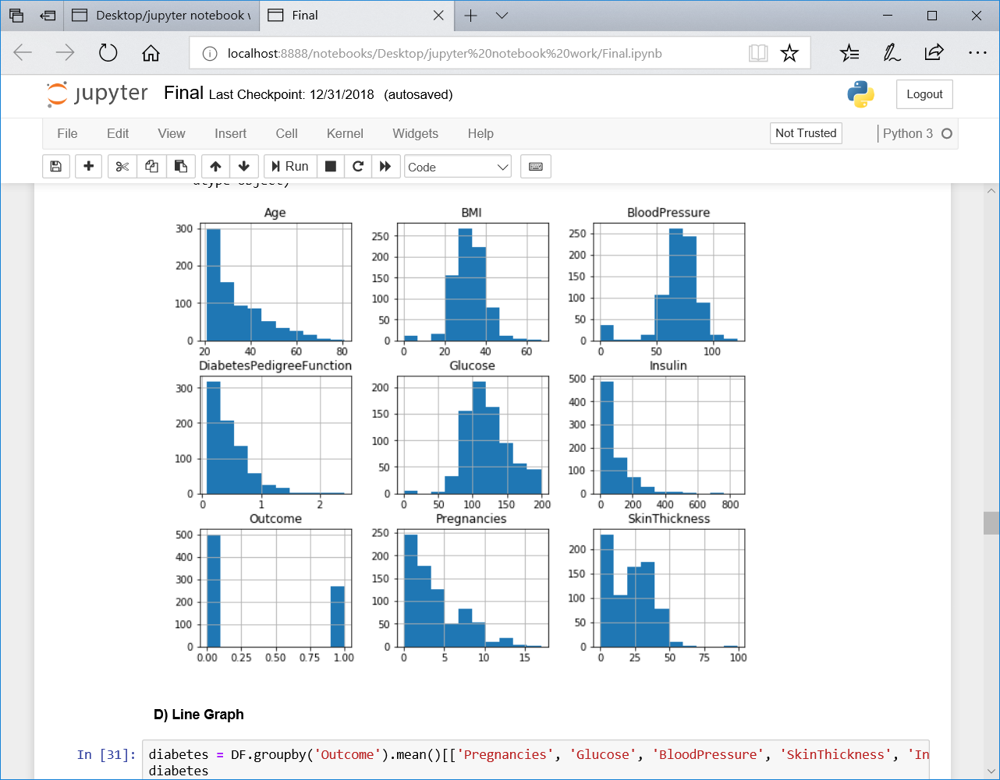 Desktop/jupyter notebook
Final
localhost:8888/notebooks/Desktop/jupyter%20notebook%20work/Final.ipynb
jupyter Final Last Checkpoint: 12/31/2018 (autosaved)
Logout
File Edit View Insert Cell Kernel Widgets Help
Not Trusted
Python 3
Run
Code
Age
300
200
100
0
20 40 60 80
BMI
250
200
150
100
50
0
0 20 40 60
BloodPressure
250
200
150
100
50
0
0 50 100
DiabetesPedigreeFunction
300
200
100
0
0 1 2
Glucose
200
150
100
50
0
0 50 100 150 200
Insulin
500
400
300
200
100
0
0 200 400 600 800
Outcome
500
400
300
200
100
0
0.00 0.25 0.50 0.75 1.00
Pregnancies
250
200
150
100
50
0
0 5 10 15
SkinThickness
200
150
100
50
0
0 25 50 75 100
D) Line Graph
In [31]: diabetes = DF.groupby('Outcome').mean()[['Pregnancies', 'Glucose', 'BloodPressure', 'SkinThickness', 'In
diabetes